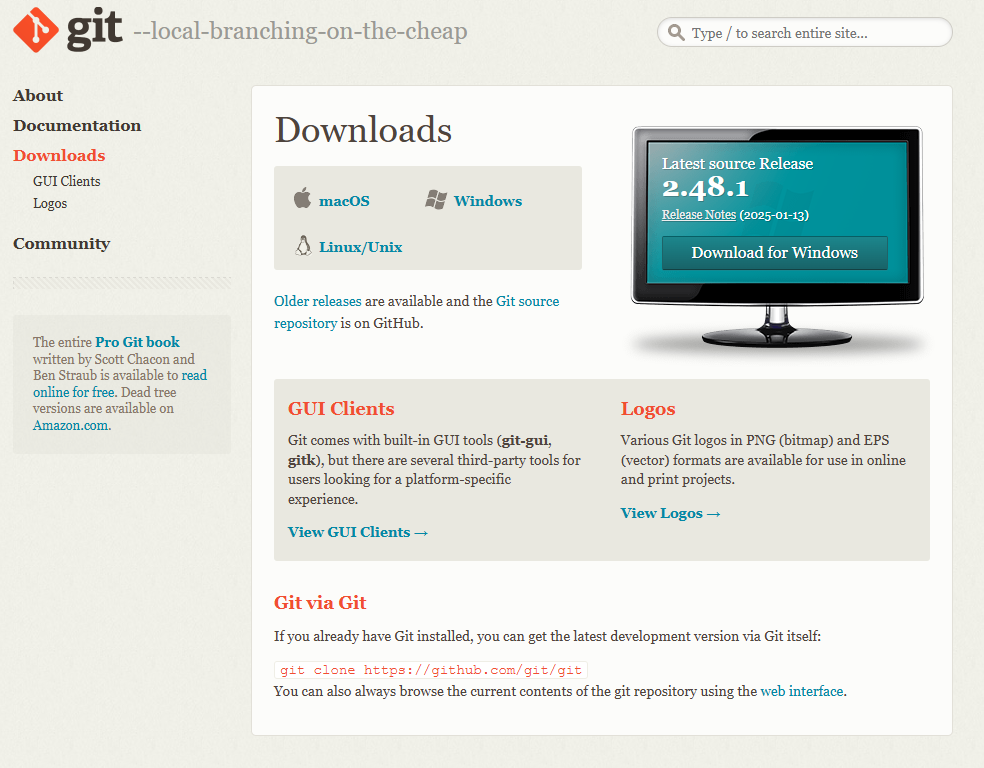 git --local-branching-on-the-cheap
Type / to search entire site...
About
Documentation
Downloads
GUI Clients
Logos
Community
The entire Pro Git book
written by Scott Chacon and
Ben Straub is available to read
online for free. Dead tree
versions are available on
Amazon.com.
Downloads
macOS
Windows
Linux/Unix
Older releases are available and the Git source
repository is on GitHub.
Latest source Release
2.48.1
Release Notes (2025-01-13)
Download for Windows
GUI Clients
Git comes with built-in GUI tools (git-gui,
gitk), but there are several third-party tools for
users looking for a platform-specific
experience.
View GUI Clients →
Logos
Various Git logos in PNG (bitmap) and EPS
(vector) formats are available for use in online
and print projects.
View Logos →
Git via Git
If you already have Git installed, you can get the latest development version via Git itself:
git clone https://github.com/git/git
You can also always browse the current contents of the git repository using the web interface.